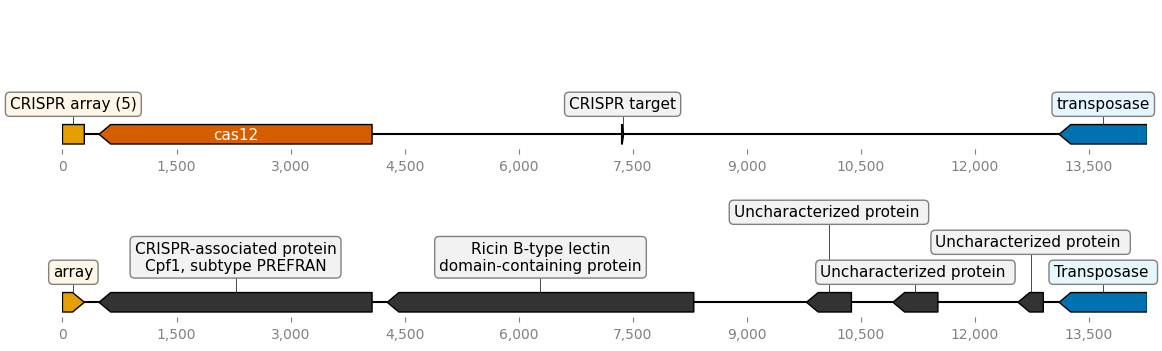 CRISPR array (5)
CRISPR target
transposase
cas12
0
1,500
3,000
4,500
6,000
7,500
9,000
10,500
12,000
13,500
Uncharacterized protein
Uncharacterized protein
CRISPR-associated protein
Cpf1, subtype PREFRAN
Ricin B-type lectin
domain-containing protein
array
Uncharacterized protein
Transposase
0
1,500
3,000
4,500
6,000
7,500
9,000
10,500
12,000
13,500